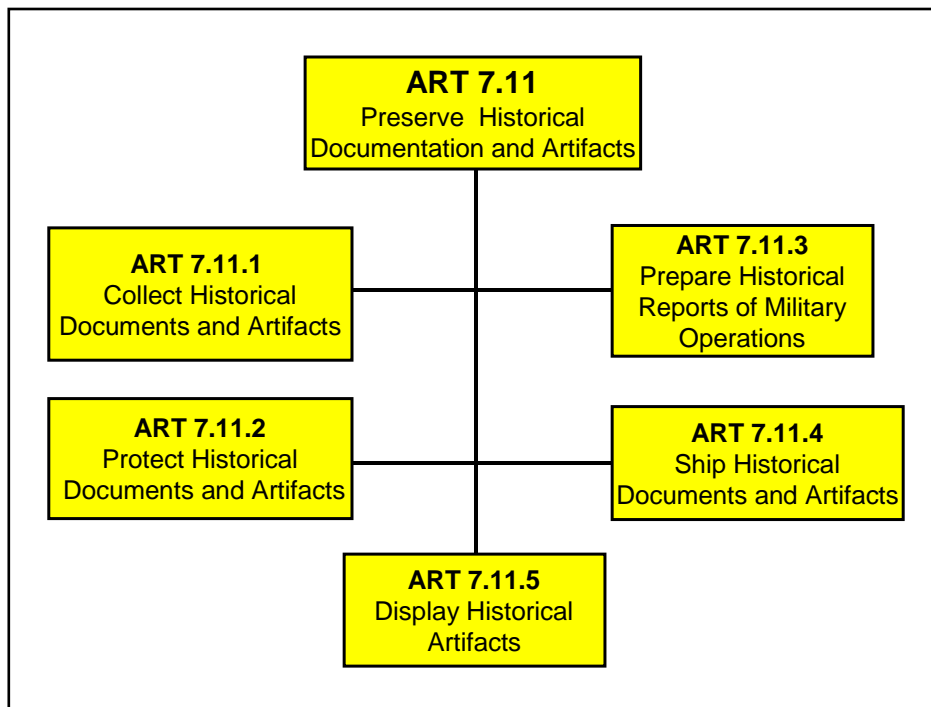 ART 7.11
Preserve Historical
Documentation and Artifacts
ART 7.11.1
Collect Historical
Documents and Artifacts
ART 7.11.3
Prepare Historical
Reports of Military
Operations
ART 7.11.2
Protect Historical
Documents and Artifacts
ART 7.11.4
Ship Historical
Documents and Artifacts
ART 7.11.5
Display Historical
Artifacts